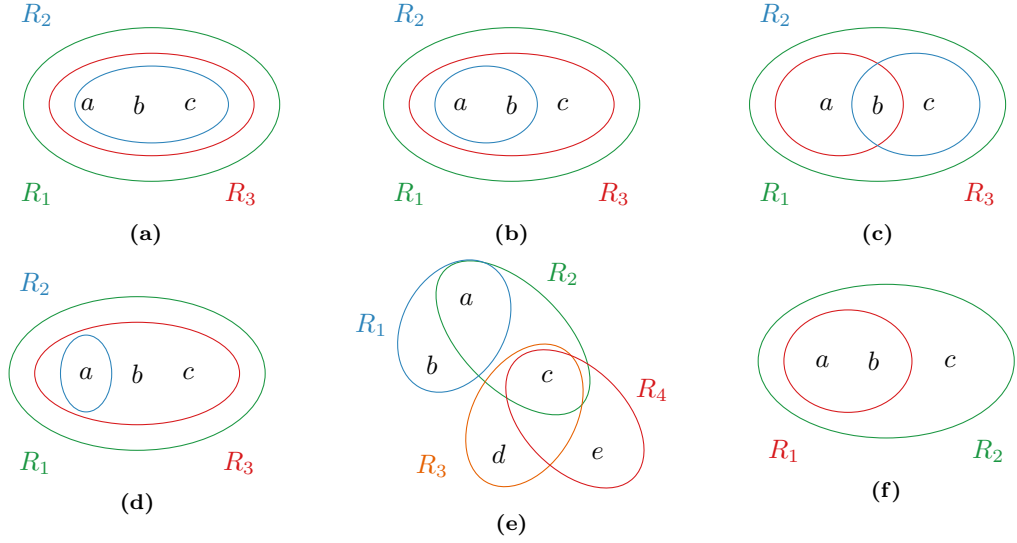 R₂
a b c
R₁ R₃
(a)
R₂
a b c
R₁ R₃
(b)
R₂
a b c
R₁ R₃
(c)
R₂
a b c
R₁ R₃
(d)
R₂
a
R₁
b
c
R₄
R₃ d e
(e)
a b c
R₁ R₂
(f)